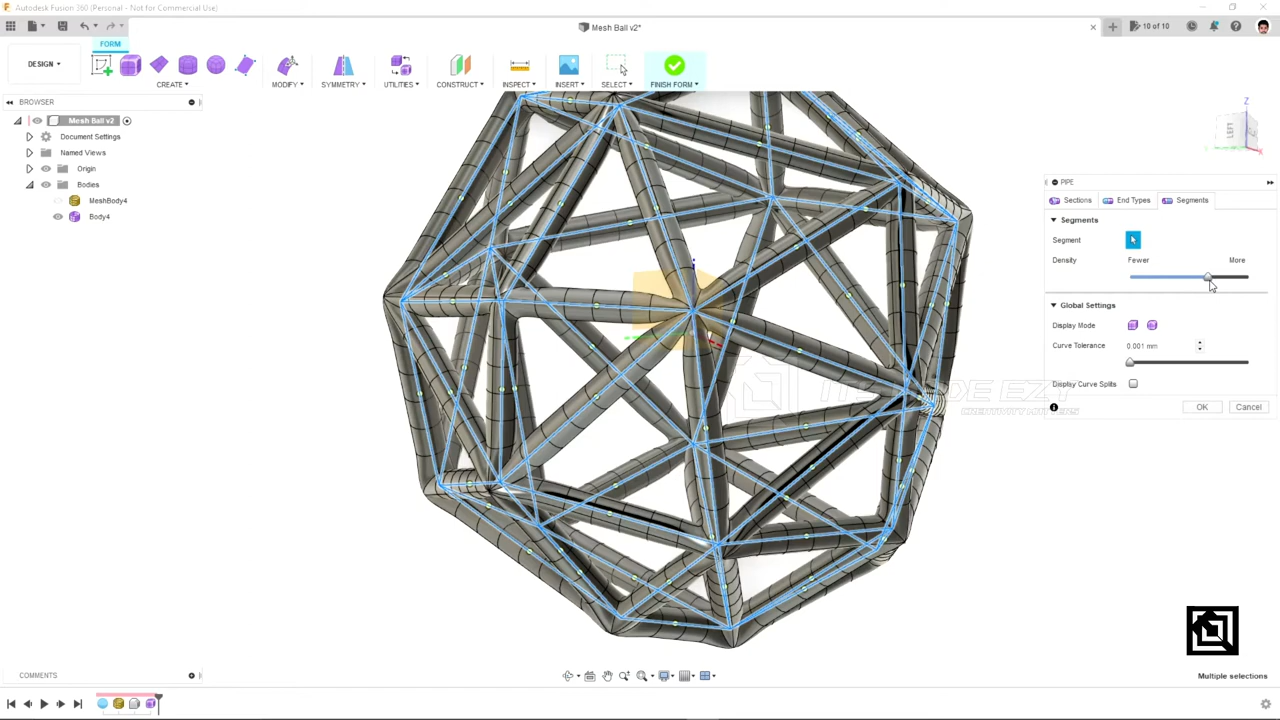 Autodesk Fusion 360 (Personal - Not for Commercial Use)
Mesh Ball v2*
10 of 10
FORM
DESIGN
CREATE
MODIFY
SYMMETRY
UTILITIES
CONSTRUCT
INSPECT
INSERT
SELECT
FINISH FORM
BROWSER
Mesh Ball v2
Document Settings
Named Views
Origin
Bodies
MeshBody4
Body4
Z
LEFT
X
PIPE
Sections
End Types
Segments
Segments
Segment
Density
Fewer
More
Global Settings
Display Mode
Curve Tolerance
0.001 mm
Display Curve Splits
OK
Cancel
COMMENTS
Multiple selections